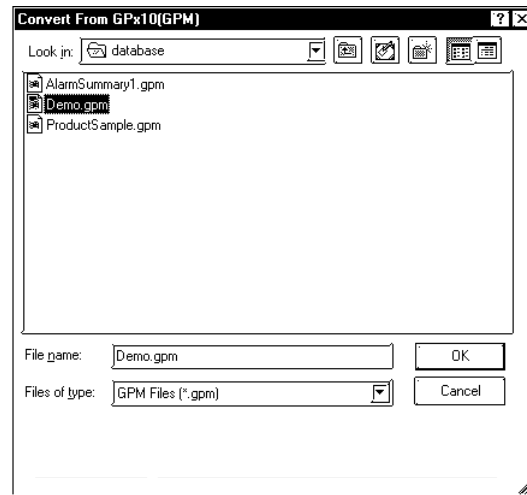 Convert From GPx10(GPM)
Look in: database
AlarmSummary1.gpm
Demo.gpm
ProductSample.gpm
File name: Demo.gpm OK
Files of type: GPM Files (*.gpm) Cancel